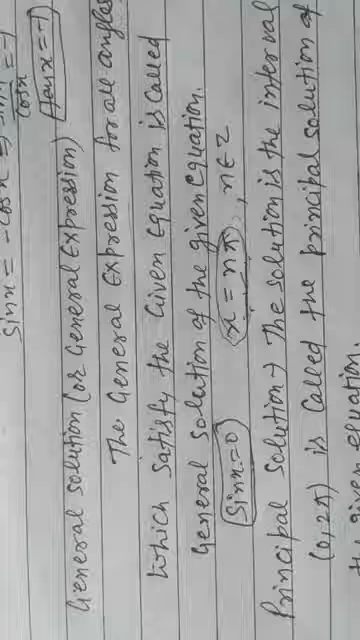 sinx = -cosx ⇒ sinx/cosx = -1
tanx = -1
General solution (or General Expression)
The General Expression for all angles
which satisfy the Given Equation is called
General solution of the given Equation.
sinx=0 x = nπ, n∈Z
Principal solution → The solution is the interval
(0,2π) is called the principal solution of
the given equation.